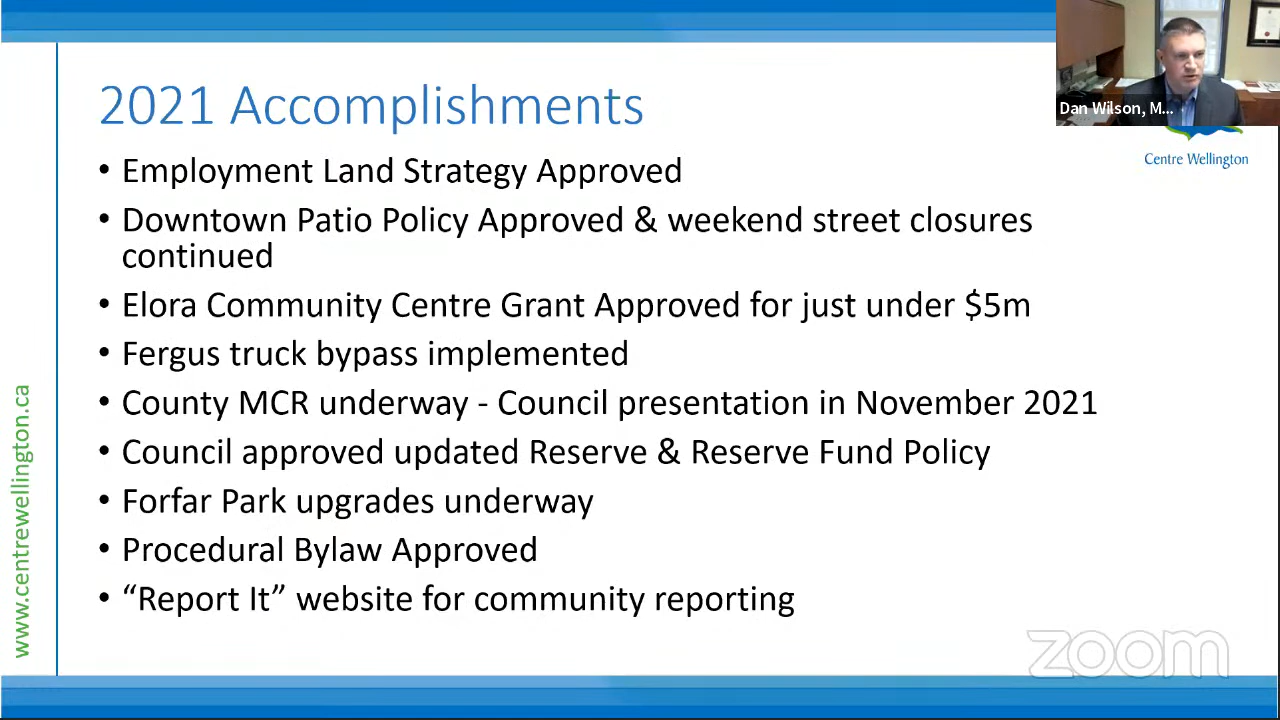 Dan Wilson, M...
Centre Wellington
2021 Accomplishments
• Employment Land Strategy Approved
• Downtown Patio Policy Approved & weekend street closures
continued
• Elora Community Centre Grant Approved for just under $5m
• Fergus truck bypass implemented
• County MCR underway - Council presentation in November 2021
• Council approved updated Reserve & Reserve Fund Policy
• Forfar Park upgrades underway
• Procedural Bylaw Approved
• “Report It” website for community reporting
www.centrewellington.ca
zoom